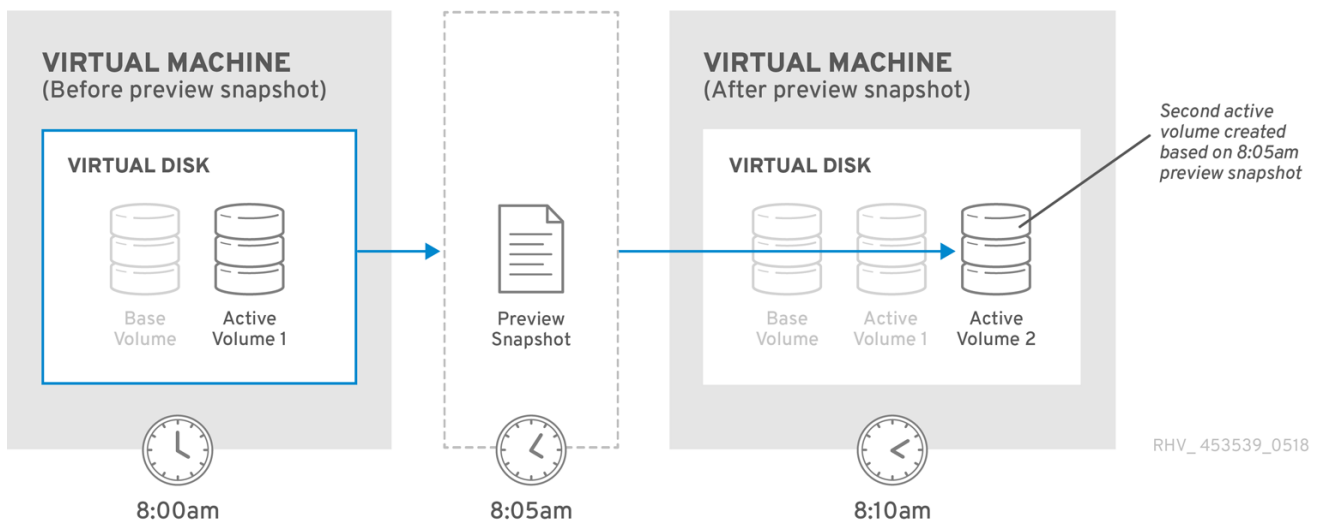 VIRTUAL MACHINE
(Before preview snapshot)
VIRTUAL DISK
Base
Volume
Active
Volume 1
8:00am
Preview
Snapshot
8:05am
VIRTUAL MACHINE
(After preview snapshot)
VIRTUAL DISK
Base
Volume
Active
Volume 1
Active
Volume 2
8:10am
Second active
volume created
based on 8:05am
preview snapshot
RHV_ 453539_0518